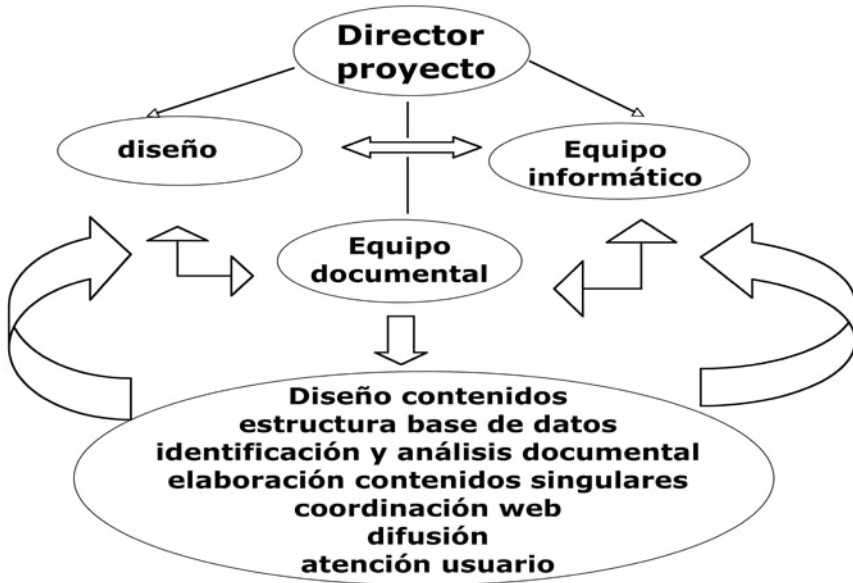 Director
proyecto
diseño
Equipo
informático
Equipo
documental
Diseño contenidos
estructura base de datos
identificación y análisis documental
elaboración contenidos singulares
coordinación web
difusión
atención usuario